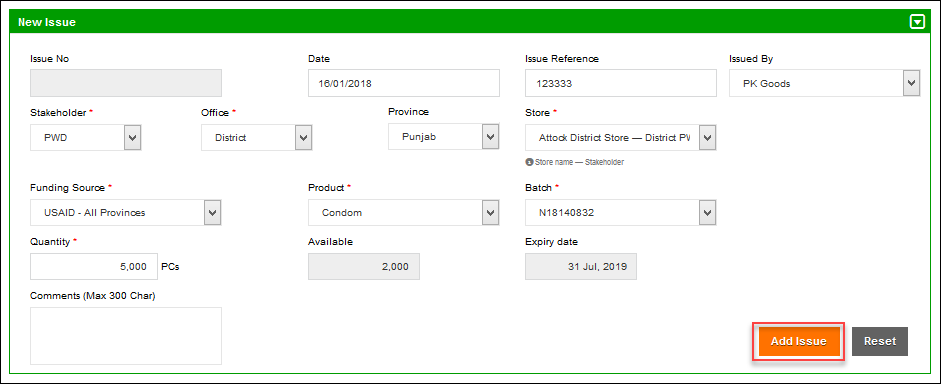 New Issue
Issue No
Date
Issue Reference
Issued By
16/01/2018
123333
PK Goods
Stakeholder *
Office *
Province
Store *
PWD
District
Punjab
Attock District Store — District PW
Store name — Stakeholder
Funding Source *
Product *
Batch *
USAID - All Provinces
Condom
N18140832
Quantity *
Available
Expiry date
5,000 PCs
2,000
31 Jul, 2019
Comments (Max 300 Char)
Add Issue
Reset